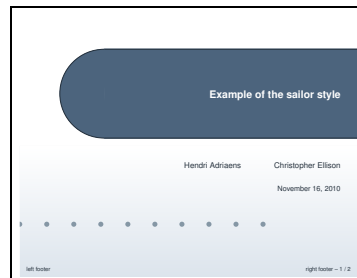 Example of the sailor style
Hendri Adriaens Christopher Ellison
November 16, 2010
left footer right footer – 1 / 2